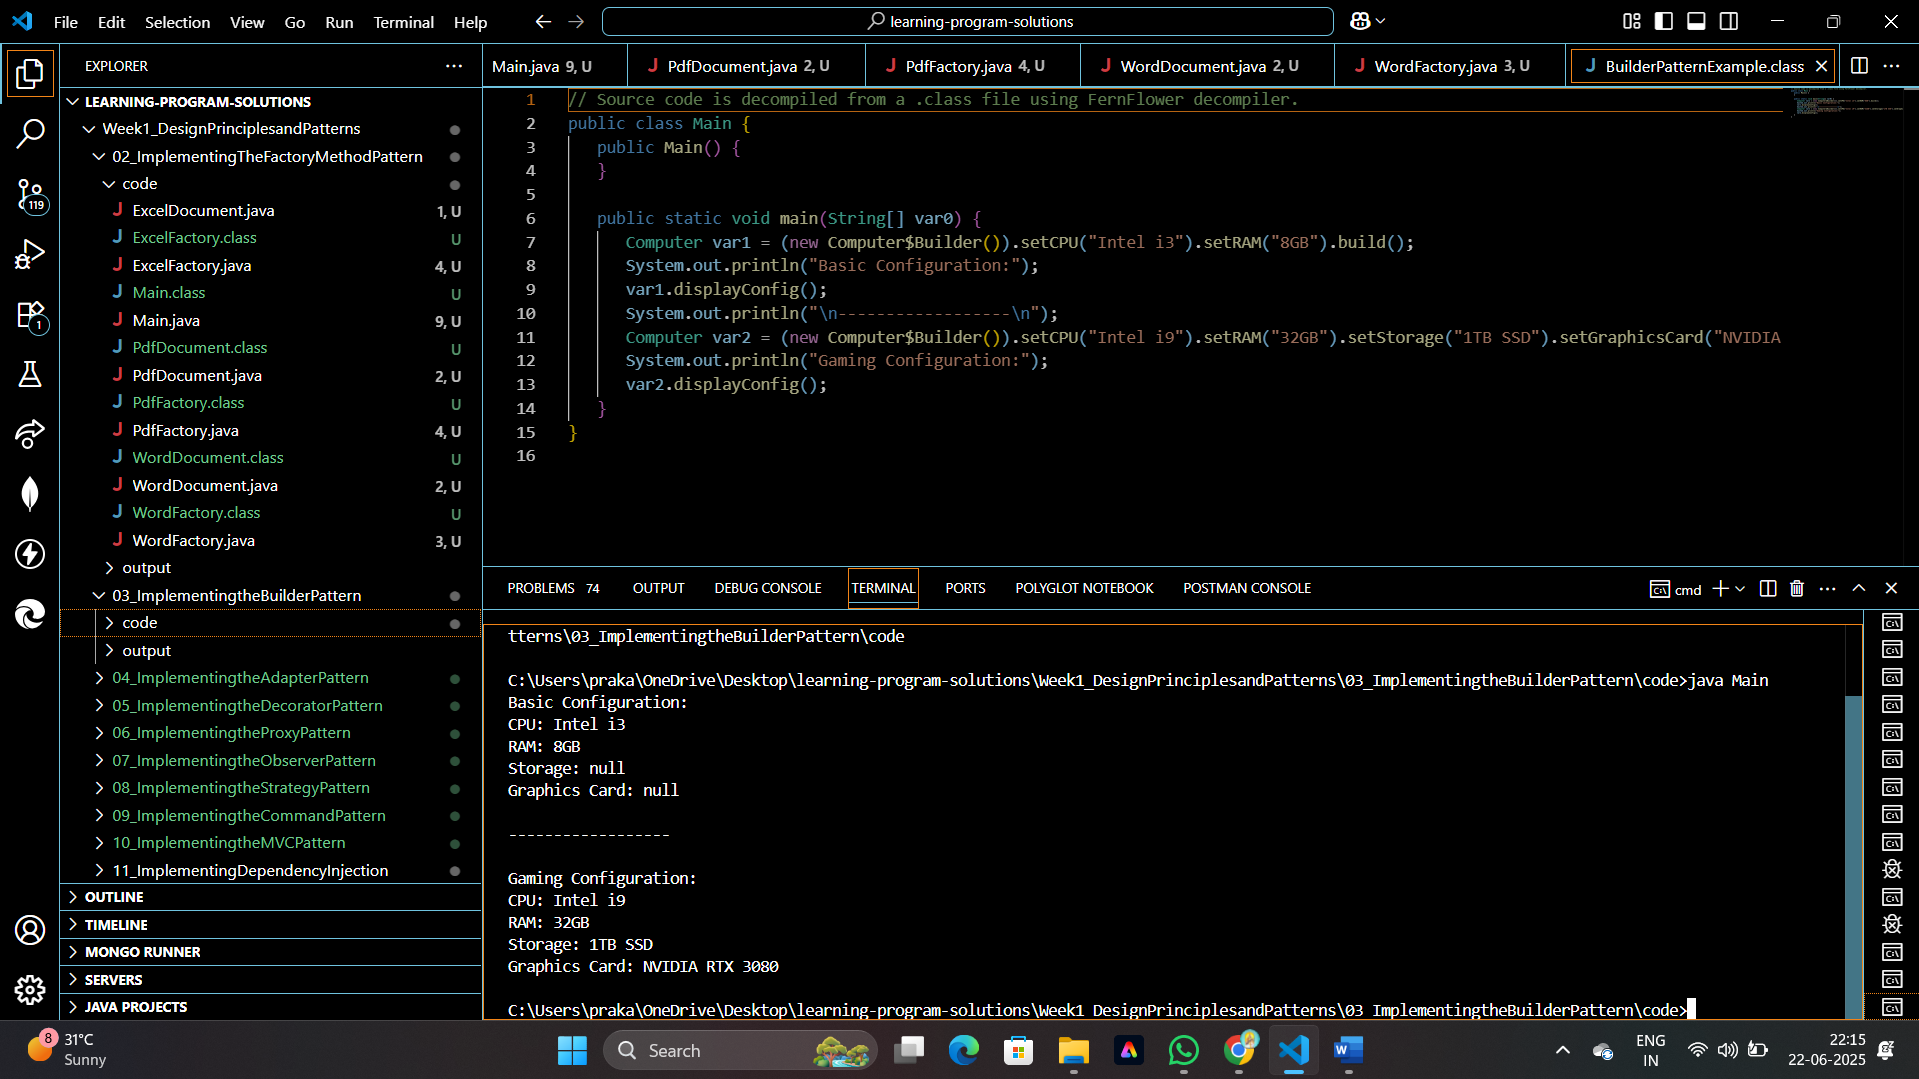 File Edit Selection View Go Run Terminal Help
learning-program-solutions
EXPLORER
LEARNING-PROGRAM-SOLUTIONS
Week1_DesignPrinciplesandPatterns
02_ImplementingTheFactoryMethodPattern
code
ExcelDocument.java 1, U
ExcelFactory.class U
ExcelFactory.java 4, U
Main.class U
Main.java 9, U
PdfDocument.class U
PdfDocument.java 2, U
PdfFactory.class U
PdfFactory.java 4, U
WordDocument.class U
WordDocument.java 2, U
WordFactory.class U
WordFactory.java 3, U
output
03_ImplementingtheBuilderPattern
code
output
04_ImplementingtheAdapterPattern
05_ImplementingtheDecoratorPattern
06_ImplementingtheProxyPattern
07_ImplementingtheObserverPattern
08_ImplementingtheStrategyPattern
09_ImplementingtheCommandPattern
10_ImplementingtheMVCPattern
11_ImplementingDependencyInjection
OUTLINE
TIMELINE
MONGO RUNNER
SERVERS
JAVA PROJECTS
119
1
Main.java 9, U PdfDocument.java 2, U PdfFactory.java 4, U WordDocument.java 2, U WordFactory.java 3, U BuilderPatternExample.class
1 // Source code is decompiled from a .class file using FernFlower decompiler.
2 public class Main {
3 public Main() {
4 }
5
6 public static void main(String[] var0) {
7 Computer var1 = (new Computer$Builder()).setCPU("Intel i3").setRAM("8GB").build();
8 System.out.println("Basic Configuration:");
9 var1.displayConfig();
10 System.out.println("\n------------------\n");
11 Computer var2 = (new Computer$Builder()).setCPU("Intel i9").setRAM("32GB").setStorage("1TB SSD").setGraphicsCard("NVIDIA
12 System.out.println("Gaming Configuration:");
13 var2.displayConfig();
14 }
15 }
16
PROBLEMS 74 OUTPUT DEBUG CONSOLE TERMINAL PORTS POLYGLOT NOTEBOOK POSTMAN CONSOLE cmd
tterns\03_ImplementingtheBuilderPattern\code
C:\Users\praka\OneDrive\Desktop\learning-program-solutions\Week1_DesignPrinciplesandPatterns\03_ImplementingtheBuilderPattern\code>java Main
Basic Configuration:
CPU: Intel i3
RAM: 8GB
Storage: null
Graphics Card: null
------------------
Gaming Configuration:
CPU: Intel i9
RAM: 32GB
Storage: 1TB SSD
Graphics Card: NVIDIA RTX 3080
C:\Users\praka\OneDrive\Desktop\learning-program-solutions\Week1_DesignPrinciplesandPatterns\03_ImplementingtheBuilderPattern\code>
8
31°C
Sunny
Search
ENG
IN
22:15
22-06-2025